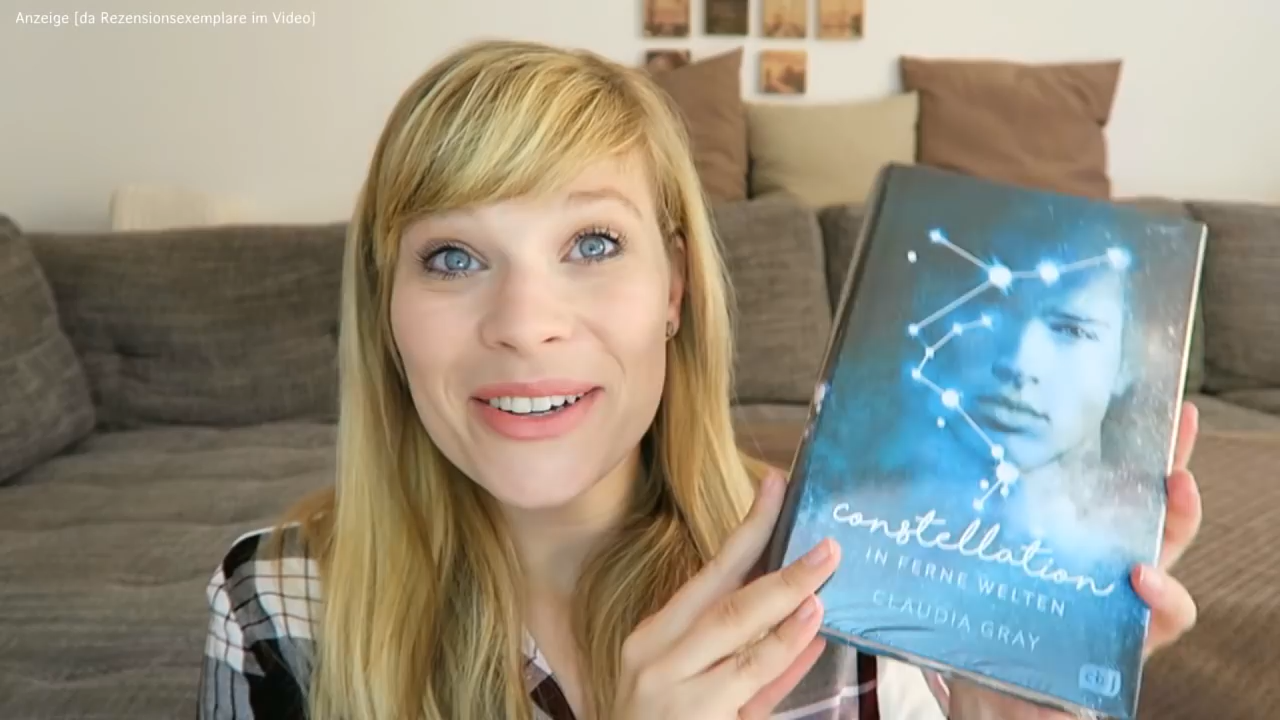 Anzeige [da Rezensionsexemplare im Video]
constellation
IN FERNE WELTEN
CLAUDIA GRAY
cbj